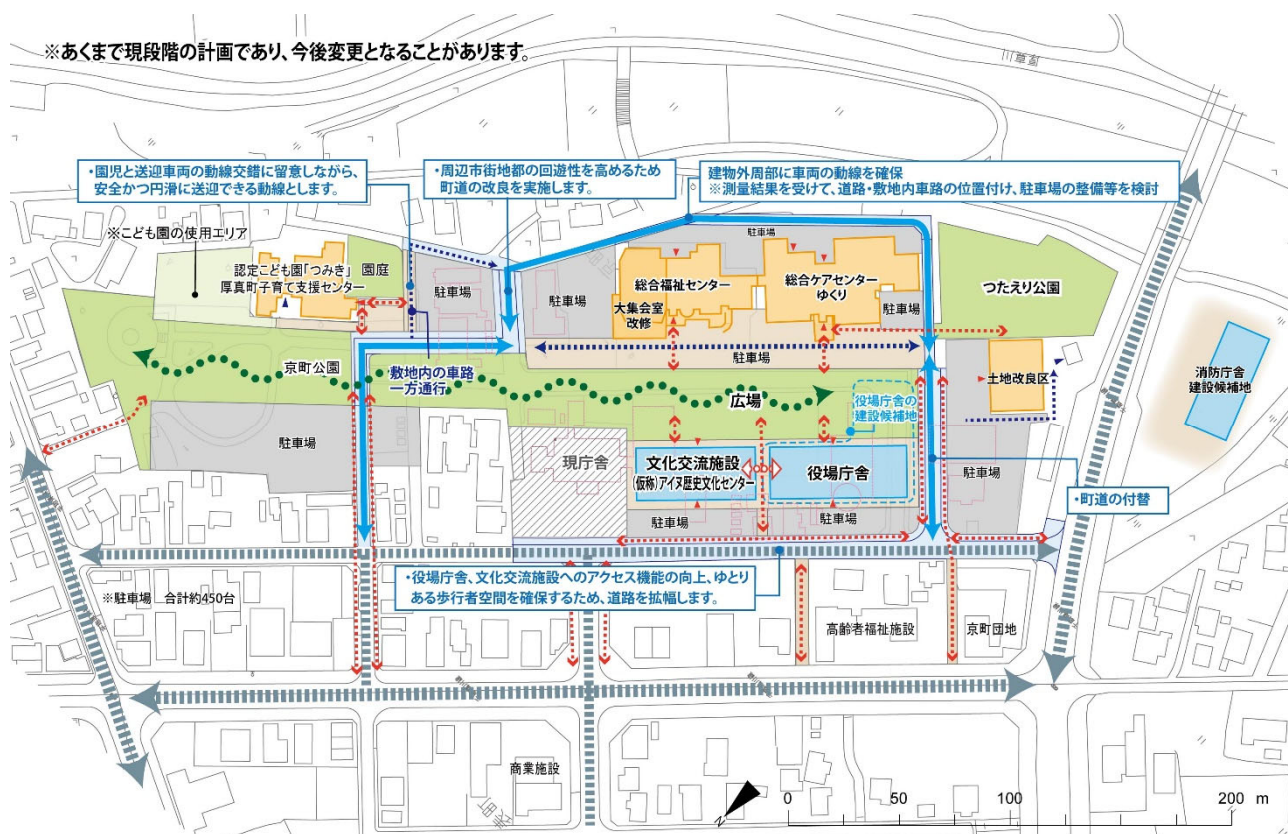 ※あくまで現段階の計画であり、今後変更となることがあります。
・園児と送迎車両の動線交錯に留意しながら、
安全かつ円滑に送迎できる動線とします。
・周辺市街地都の回遊性を高めるため
町道の改良を実施します。
建物外周部に車両の動線を確保
※測量結果を受けて、道路・敷地内車路の位置付け、駐車場の整備等を検討
※こども園の使用エリア
認定こども園「つみき」 園庭
厚真町子育て支援センター
駐車場
駐車場
駐車場
総合福祉センター
大集会室
改修
総合ケアセンター
ゆくり
駐車場
つたえり公園
駐車場
京町公園
敷地内の車路
一方通行
広場
役場庁舎の
建設候補地
土地改良区
消防庁舎
建設候補地
駐車場
現庁舎
文化交流施設
(仮称)アイヌ歴史文化センター
役場庁舎
駐車場
駐車場
駐車場
・町道の付替
・役場庁舎、文化交流施設へのアクセス機能の向上、ゆとり
ある歩行者空間を確保するため、道路を拡幅します。
※駐車場 合計約450台
高齢者福祉施設
京町団地
商業施設
N
0 50 100 200 m